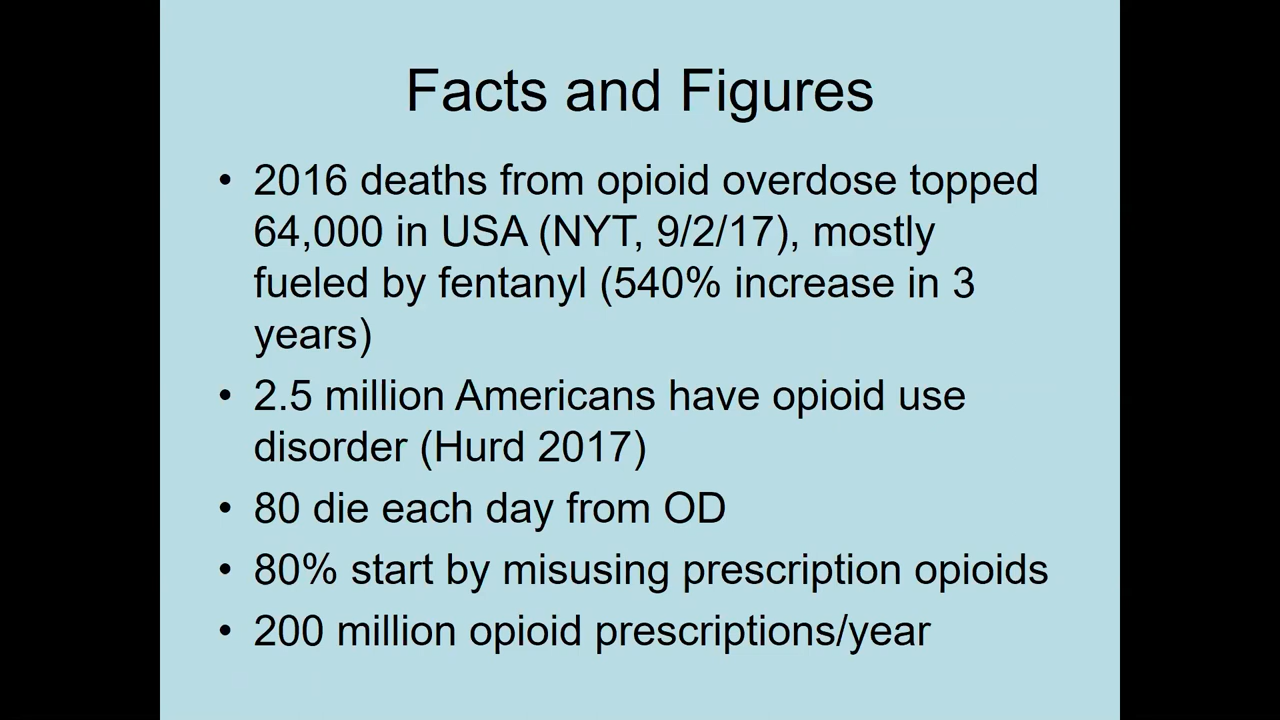 Facts and Figures
• 2016 deaths from opioid overdose topped
64,000 in USA (NYT, 9/2/17), mostly
fueled by fentanyl (540% increase in 3
years)
• 2.5 million Americans have opioid use
disorder (Hurd 2017)
• 80 die each day from OD
• 80% start by misusing prescription opioids
• 200 million opioid prescriptions/year